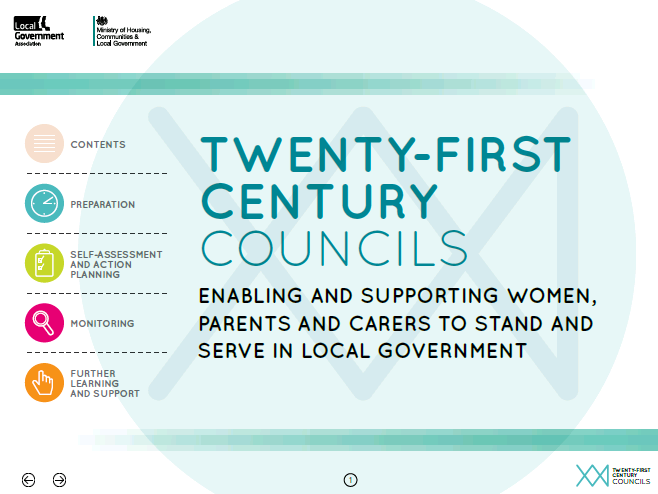 Local
Government
Association
Ministry of Housing,
Communities &
Local Government
CONTENTS
PREPARATION
SELF-ASSESSMENT
AND ACTION
PLANNING
MONITORING
FURTHER
LEARNING
AND SUPPORT
TWENTY-FIRST
CENTURY
COUNCILS
ENABLING AND SUPPORTING WOMEN,
PARENTS AND CARERS TO STAND AND
SERVE IN LOCAL GOVERNMENT
1
TWENTY-FIRST
CENTURY
COUNCILS